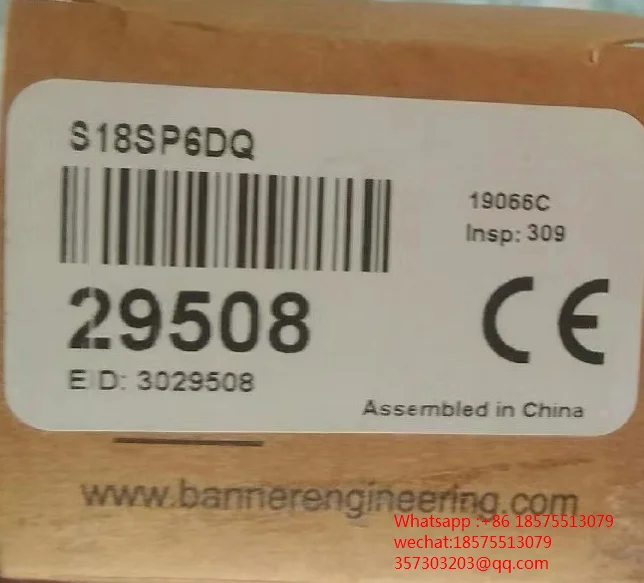 S18SP6DQ
19066C
Insp: 309
29508
EID: 3029508
CE
Assembled in China
www.bannerengineering.com
Whatsapp :+86 18575513079
wechat:18575513079
357303203@qq.com